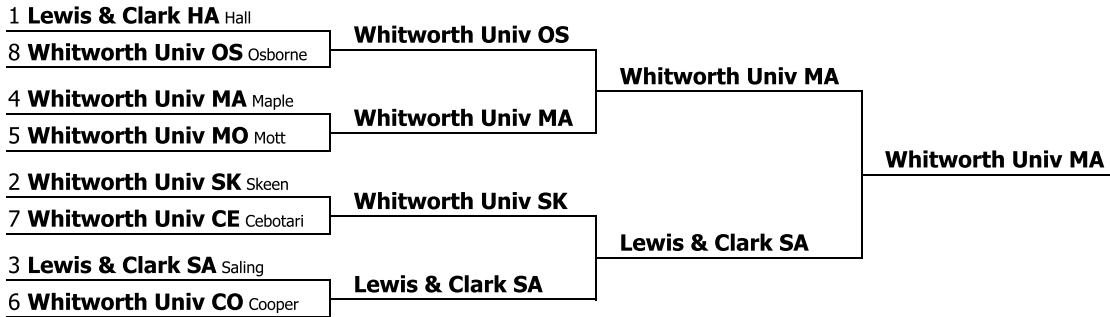 1 Lewis & Clark HA Hall
8 Whitworth Univ OS Osborne
Whitworth Univ OS
4 Whitworth Univ MA Maple
5 Whitworth Univ MO Mott
Whitworth Univ MA
Whitworth Univ MA
2 Whitworth Univ SK Skeen
7 Whitworth Univ CE Cebotari
Whitworth Univ SK
3 Lewis & Clark SA Saling
6 Whitworth Univ CO Cooper
Lewis & Clark SA
Lewis & Clark SA
Whitworth Univ MA